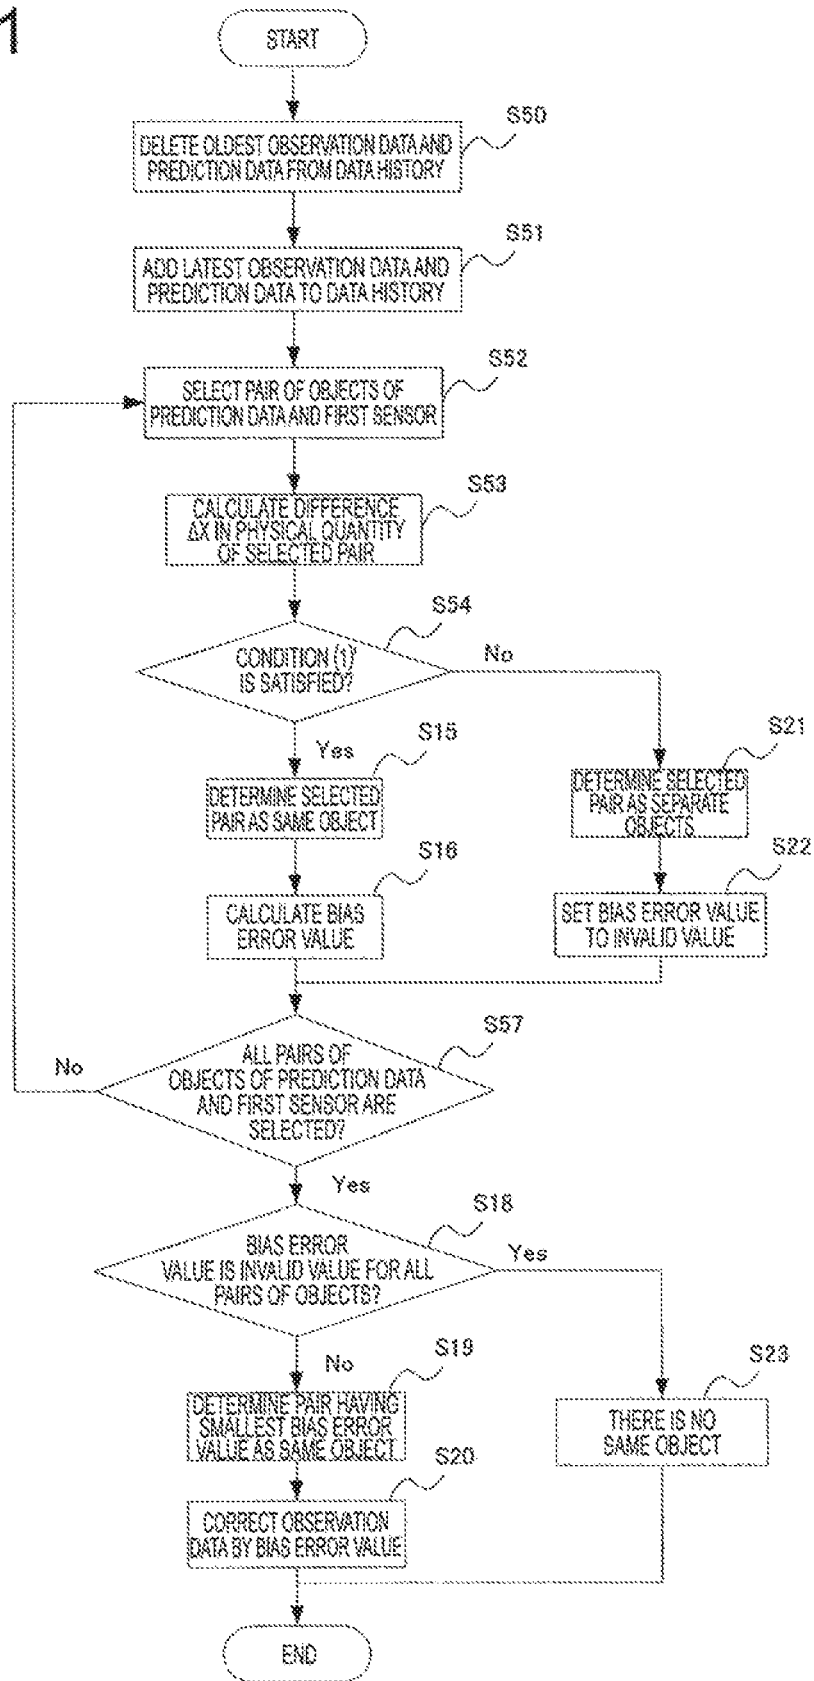 1
START
S50
DELETE OLDEST OBSERVATION DATA AND
PREDICTION DATA FROM DATA HISTORY
S51
ADD LATEST OBSERVATION DATA AND
PREDICTION DATA TO DATA HISTORY
S52
SELECT PAIR OF OBJECTS OF
PREDICTION DATA AND FIRST SENSOR
S53
CALCULATE DIFFERENCE
ΔX IN PHYSICAL QUANTITY
OF SELECTED PAIR
S54
CONDITION (1)'
IS SATISFIED?
No
Yes
S15
DETERMINE SELECTED
PAIR AS SAME OBJECT
S21
DETERMINE SELECTED
PAIR AS SEPARATE
OBJECTS
S16
CALCULATE BIAS
ERROR VALUE
S22
SET BIAS ERROR VALUE
TO INVALID VALUE
S57
ALL PAIRS OF
OBJECTS OF PREDICTION DATA
AND FIRST SENSOR ARE
SELECTED?
No
Yes
S18
BIAS ERROR
VALUE IS INVALID VALUE FOR ALL
PAIRS OF OBJECTS?
Yes
No
S19
DETERMINE PAIR HAVING
SMALLEST BIAS ERROR
VALUE AS SAME OBJECT
S23
THERE IS NO
SAME OBJECT
S20
CORRECT OBSERVATION
DATA BY BIAS ERROR VALUE
END